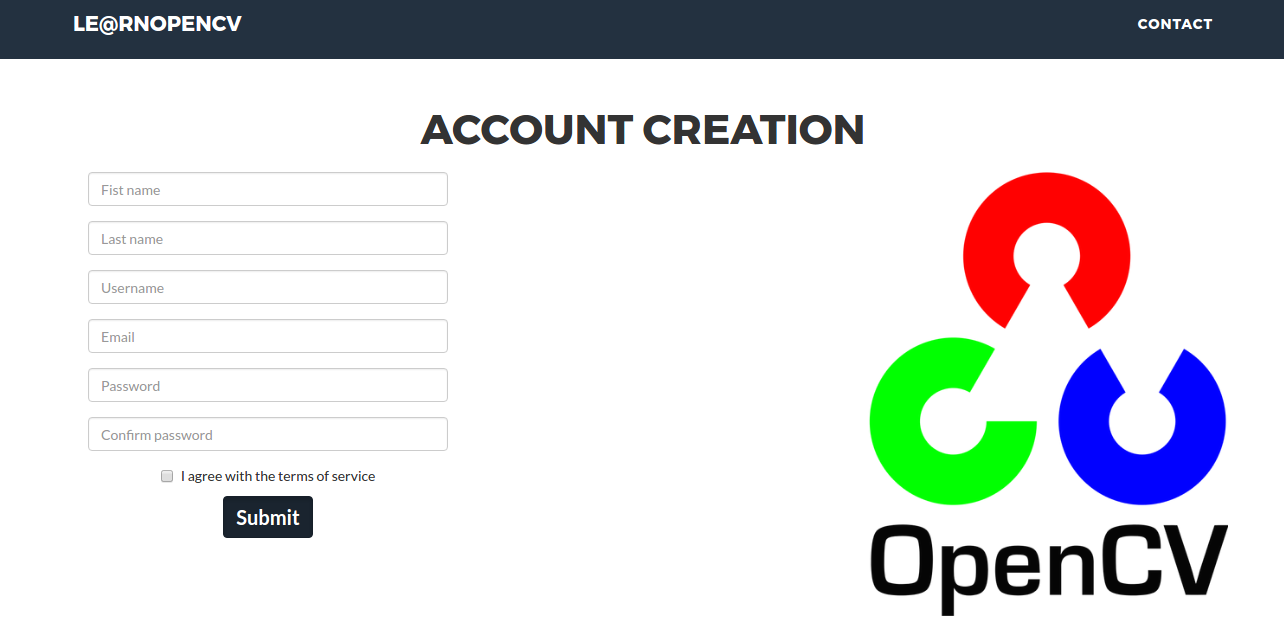 LE@RNOPENCV
CONTACT
ACCOUNT CREATION
Fist name
Last name
Username
Email
Password
Confirm password
I agree with the terms of service
Submit
OpenCV